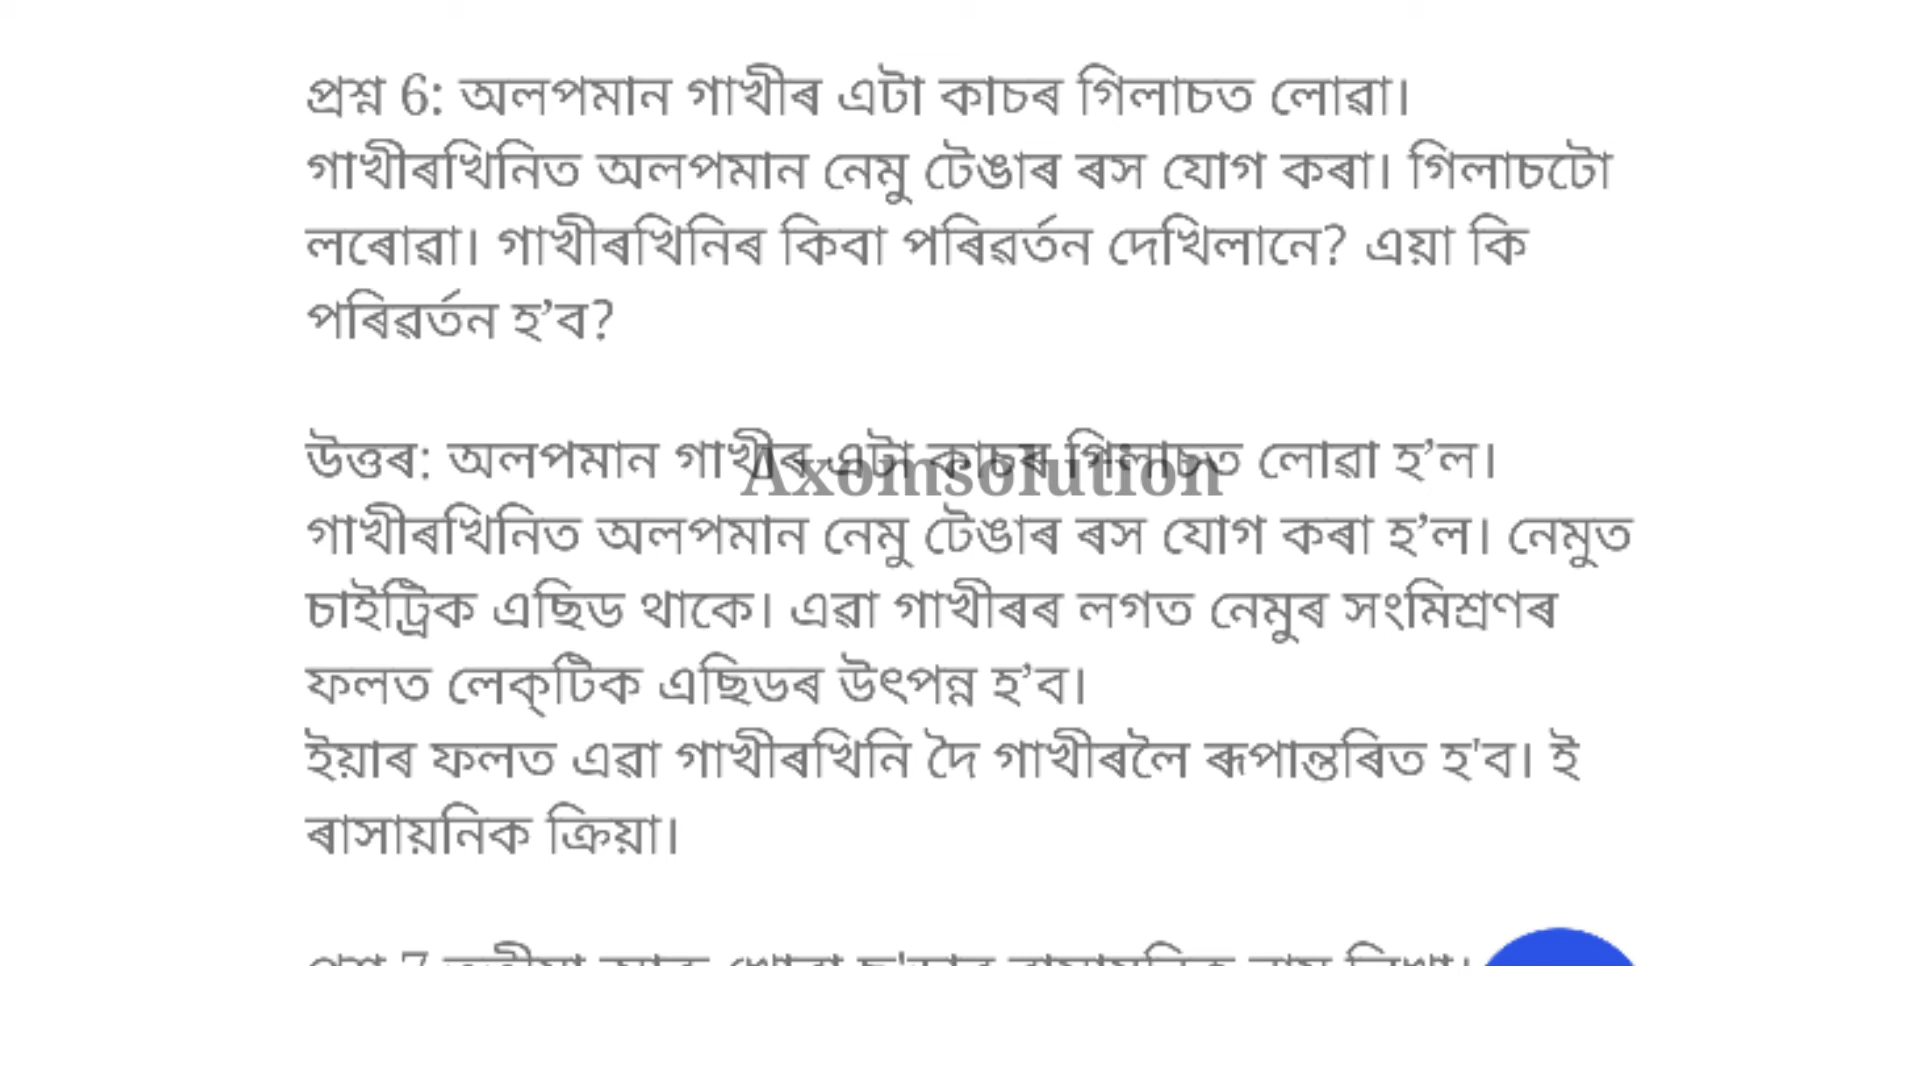 প্ৰশ্ন 6: অলপমান গাখীৰ এটা কাচৰ গিলাচত লোৱা।
গাখীৰখিনিত অলপমান নেমু টেঙাৰ ৰস যোগ কৰা। গিলাচটো
লৰোৱা। গাখীৰখিনিৰ কিবা পৰিৱৰ্তন দেখিলানে? এয়া কি
পৰিৱৰ্তন হ’ব?
উত্তৰ: অলপমান গাখীৰ এটা কাচৰ গিলাচত লোৱা হ’ল।
Axomsolution
গাখীৰখিনিত অলপমান নেমু টেঙাৰ ৰস যোগ কৰা হ’ল। নেমুত
চাইট্ৰিক এছিড থাকে। এৱা গাখীৰৰ লগত নেমুৰ সংমিশ্ৰণৰ
ফলত লেক্‌টিক এছিডৰ উৎপন্ন হ’ব।
ইয়াৰ ফলত এৱা গাখীৰখিনি দৈ গাখীৰলৈ ৰূপান্তৰিত হ'ব। ই
ৰাসায়নিক ক্ৰিয়া।